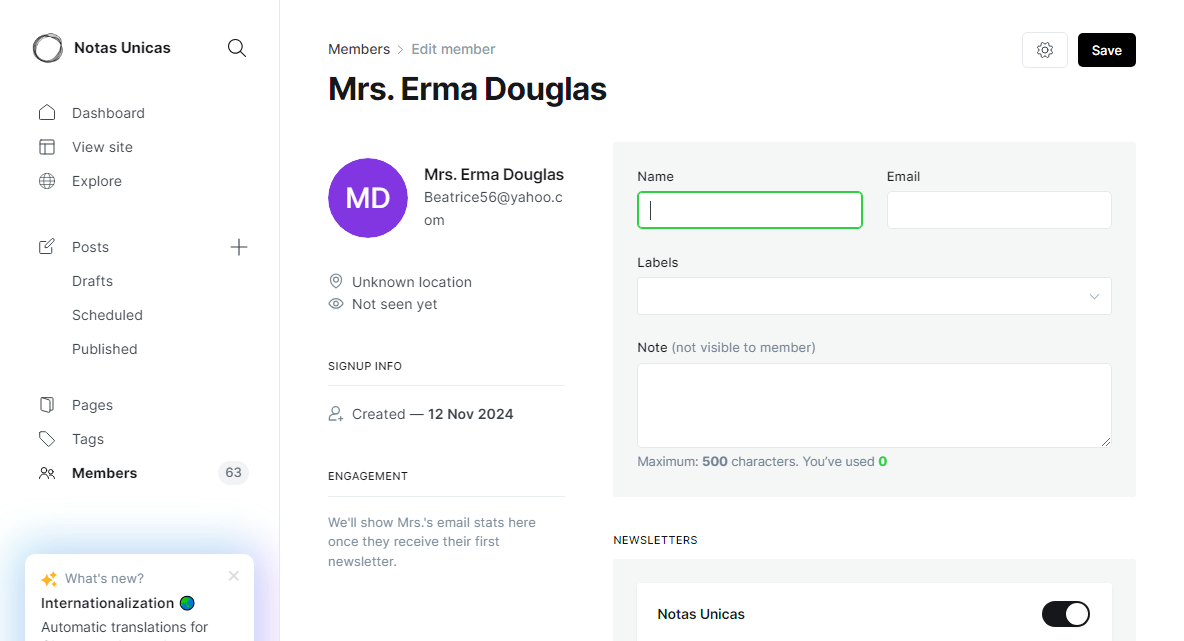 Notas Unicas
Dashboard
View site
Explore
Posts
Drafts
Scheduled
Published
Pages
Tags
Members 63
What's new?
Internationalization
Automatic translations for
Members > Edit member
Save
Mrs. Erma Douglas
MD
Mrs. Erma Douglas
Beatrice56@yahoo.c
om
Unknown location
Not seen yet
SIGNUP INFO
Created — 12 Nov 2024
ENGAGEMENT
We'll show Mrs.'s email stats here
once they receive their first
newsletter.
Name
Email
Labels
Note (not visible to member)
Maximum: 500 characters. You've used 0
NEWSLETTERS
Notas Unicas